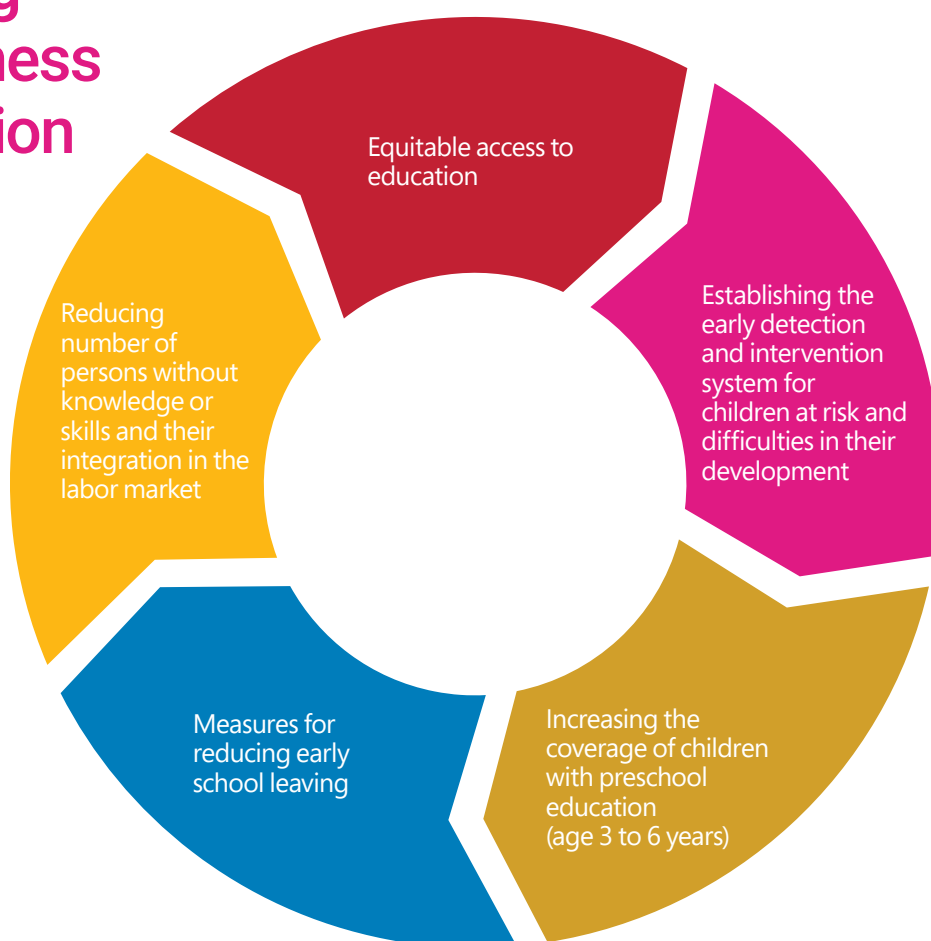 Equitable access to
education
Establishing the
early detection
and intervention
system for
children at risk and
difficulties in their
development
Increasing the
coverage of children
with preschool
education
(age 3 to 6 years)
Measures for
reducing early
school leaving
Reducing
number of
persons without
knowledge or
skills and their
integration in the
labor market